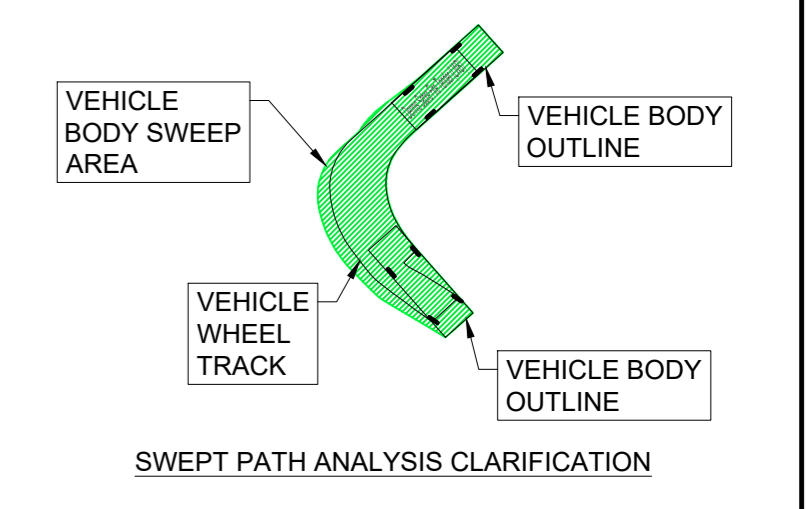 VEHICLE
BODY SWEEP
AREA
VEHICLE BODY
OUTLINE
VEHICLE
WHEEL
TRACK
VEHICLE BODY
OUTLINE
SWEPT PATH ANALYSIS CLARIFICATION